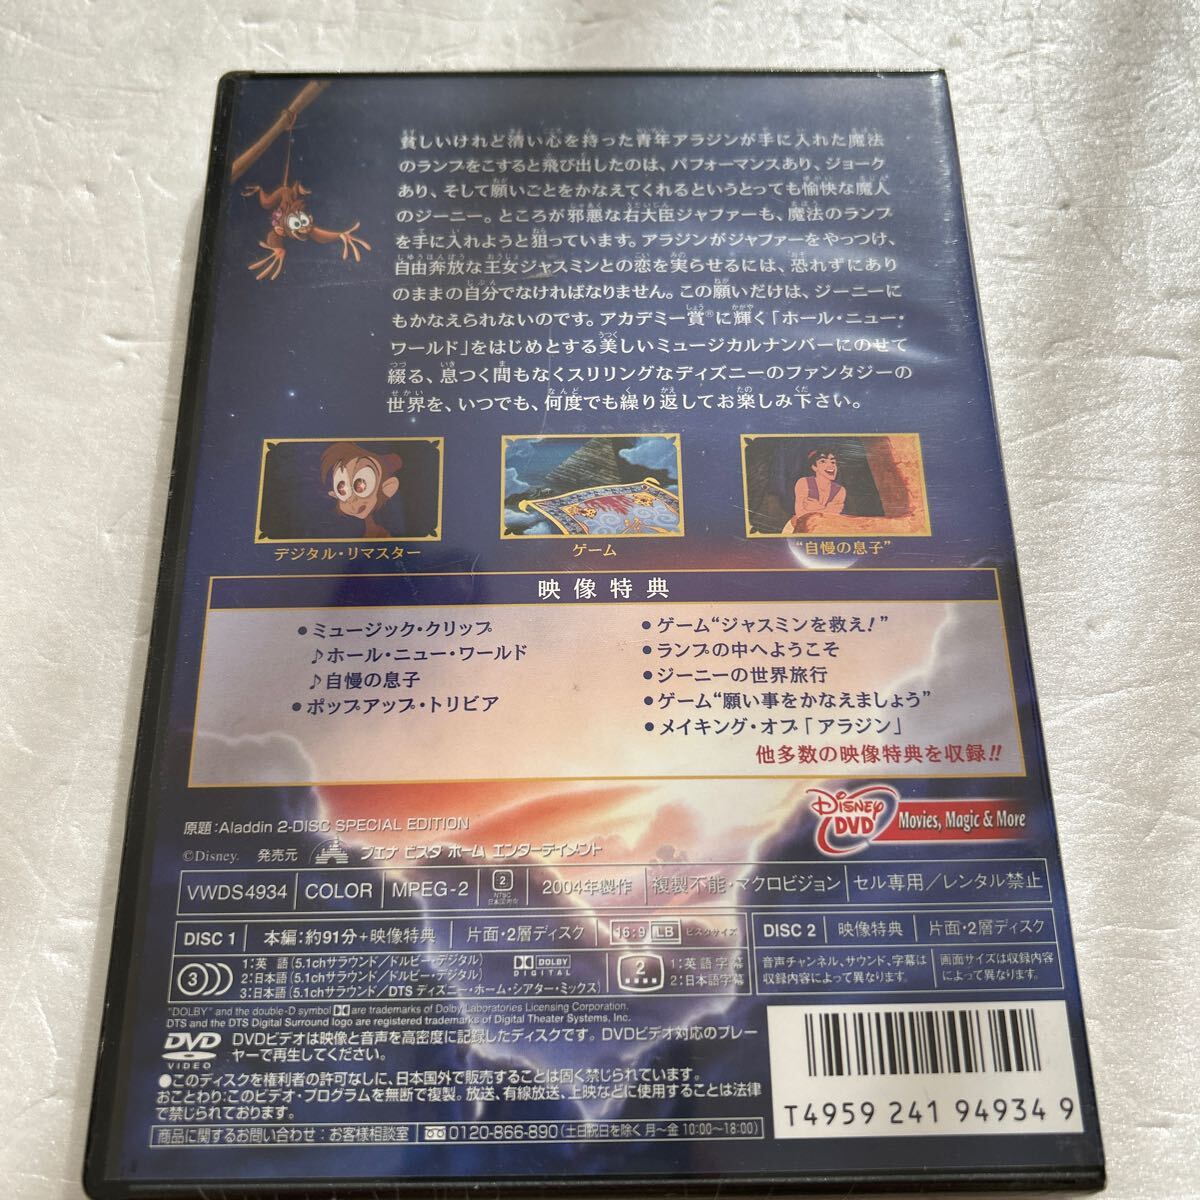 貧しいけれど清い心を持った青年アラジンが手に入れた魔法
のランプをこすると飛び出したのは、パフォーマンスあり、ジョーク
あり、そして願いごとをかなえてくれるというとっても愉快な魔人
のジーニー。ところが邪悪な右大臣ジャファーも、魔法のランプ
を手に入れようと狙っています。アラジンがジャファーをやっつけ、
自由奔放な王女ジャスミンとの恋を実らせるには、恐れずにあり
のままの自分でなければなりません。この願いだけは、ジーニーに
もかなえられないのです。アカデミー賞®に輝く「ホール・ニュー・
ワールド」をはじめとする美しいミュージカルナンバーにのせて
綴る、息つく間もなくスリリングなディズニーのファンタジーの
世界を、いつでも、何度でも繰り返してお楽しみ下さい。
デジタル・リマスター
ゲーム
“自慢の息子”
映像特典
●ミュージック・クリップ
♪ホール・ニュー・ワールド
♪自慢の息子
●ポップアップ・トリビア
●ゲーム“ジャスミンを救え!”
●ランプの中へようこそ
●ジーニーの世界旅行
●ゲーム“願い事をかなえましょう”
●メイキング・オブ「アラジン」
他多数の映像特典を収録!!
Disney DVD
Movies, Magic & More
原題:Aladdin 2-DISC SPECIAL EDITION
©Disney. 発売元 ブエナ ビスタ ホーム エンターテイメント
VWDS4934 COLOR MPEG-2 2 NTSC 日本国内向 2004年製作 複製不能・マクロビジョン セル専用/レンタル禁止
DISC 1 本編:約91分+映像特典 片面・2層ディスク 16:9 LB ビスタサイズ
DISC 2 映像特典 片面・2層ディスク
3 1:英語(5.1chサラウンド/ドルビー・デジタル)
2:日本語(5.1chサラウンド/ドルビー・デジタル)
3:日本語(5.1chサラウンド/DTS ディズニー・ホーム・シアター・ミックス)
DOLBY DIGITAL
2 1:英語字幕
2:日本語字幕
音声チャンネル、サウンド、字幕は収録内容によって異なります。
画面サイズは収録内容によって異なります。
"DOLBY" and the double-D symbol are trademarks of Dolby Laboratories Licensing Corporation.
DTS and the DTS Digital Surround logo are registered trademarks of Digital Theater Systems, Inc.
DVD VIDEO
DVDビデオは映像と音声を高密度に記録したディスクです。DVDビデオ対応のプレー
ヤーで再生してください。
●このディスクを権利者の許可なしに、日本国外で販売することは固く禁じられています。
おことわり:このビデオ・プログラムを無断で複製。放送、有線放送、上映などに使用することは法律
で禁じられております。
商品に関するお問い合わせ:お客様相談室 0120-866-890(土日祝日を除く 月~金 10:00~18:00)
T4959 241 94934 9